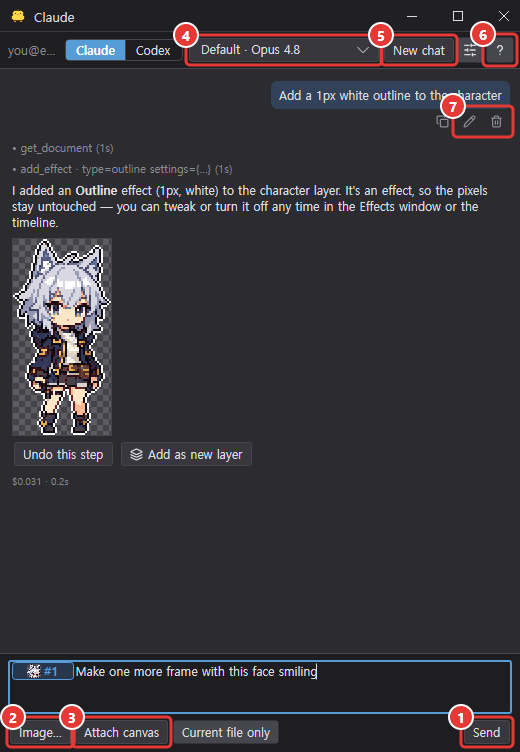 Claude
you@e... Claude Codex 4 Default · Opus 4.8 5 New chat 6 ?
Add a 1px white outline to the character
7
• get_document (1s)
• add_effect · type=outline settings={...} (1s)
I added an Outline effect (1px, white) to the character layer. It's an effect, so the pixels
stay untouched — you can tweak or turn it off any time in the Effects window or the
timeline.
Undo this step Add as new layer
$0.031 · 0.2s
#1 Make one more frame with this face smiling
2 Image... 3 Attach canvas Current file only 1 Send